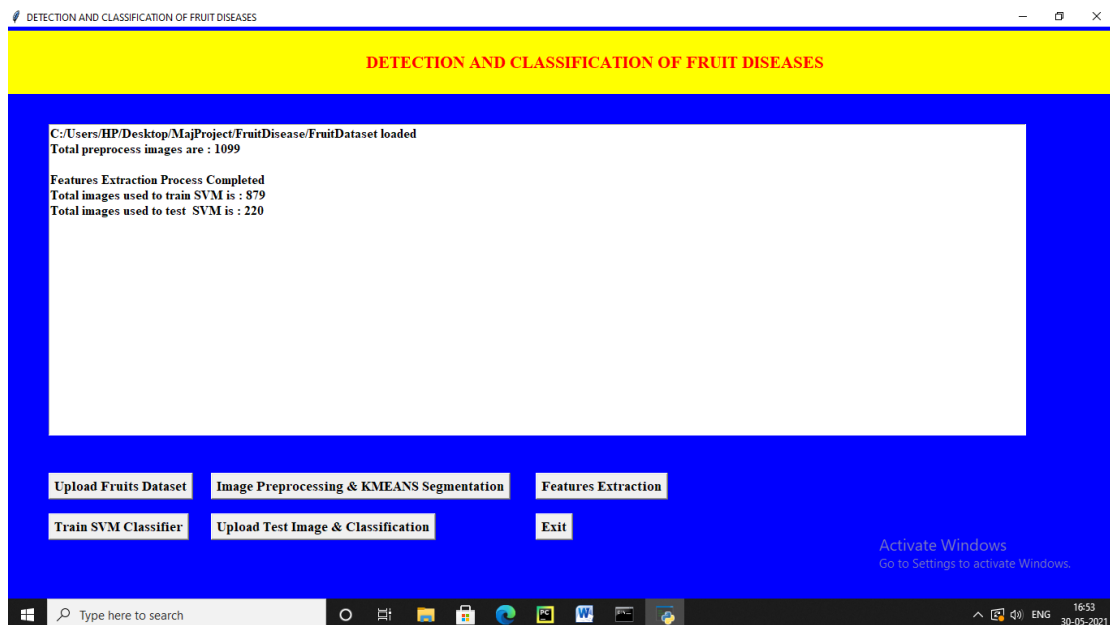 DETECTION AND CLASSIFICATION OF FRUIT DISEASES
DETECTION AND CLASSIFICATION OF FRUIT DISEASES
C:/Users/HP/Desktop/MajProject/FruitDisease/FruitDataset loaded
Total preprocess images are : 1099
Features Extraction Process Completed
Total images used to train SVM is : 879
Total images used to test  SVM is : 220
Upload Fruits Dataset
Image Preprocessing & KMEANS Segmentation
Features Extraction
Train SVM Classifier
Upload Test Image & Classification
Exit
Activate Windows
Go to Settings to activate Windows.
Type here to search
PC
W
ENG
16:53
30-05-2021